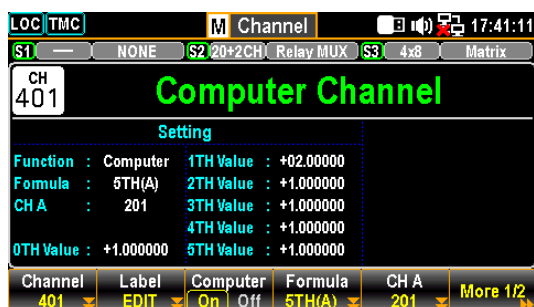 LOC TMC M Channel 17:41:11
S1 — NONE S2 20+2CH Relay MUX S3 4x8 Matrix
CH
401 Computer Channel
Setting
Function : Computer 1TH Value : +02.00000
Formula : 5TH(A) 2TH Value : +1.000000
CH A : 201 3TH Value : +1.000000
4TH Value : +1.000000
0TH Value : +1.000000 5TH Value : +1.000000
Channel Label Computer Formula CH A More 1/2
401 EDIT On Off 5TH(A) 201